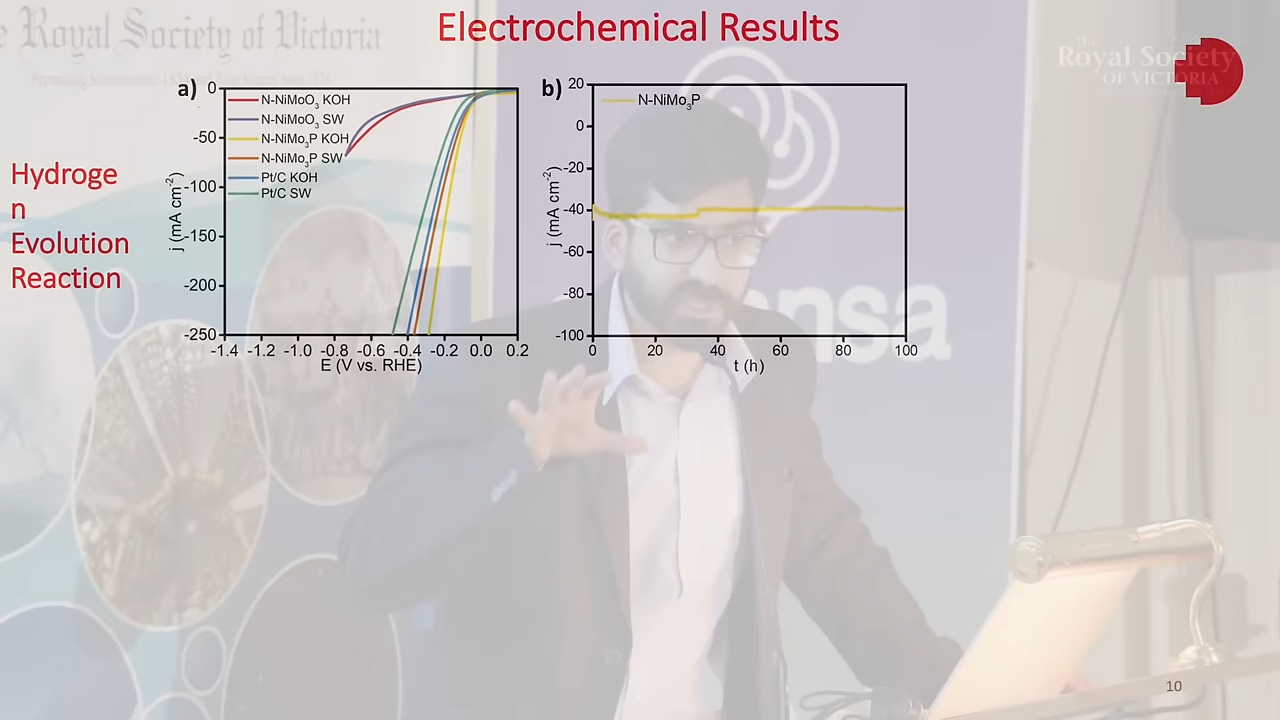 Electrochemical Results
e Royal Society of Victoria
The
Royal Society
OF VICTORIA
Hydroge
n
Evolution
Reaction
a)
N-NiMoO3 KOH
N-NiMoO3 SW
N-NiMo3P KOH
N-NiMo3P SW
Pt/C KOH
Pt/C SW
j (mA cm-2)
0
-50
-100
-150
-200
-250
-1.4 -1.2 -1.0 -0.8 -0.6 -0.4 -0.2 0.0 0.2
E (V vs. RHE)
b)
N-NiMo3P
j (mA cm-2)
20
0
-20
-40
-60
-80
-100
0 20 40 60 80 100
t (h)
nsa
10